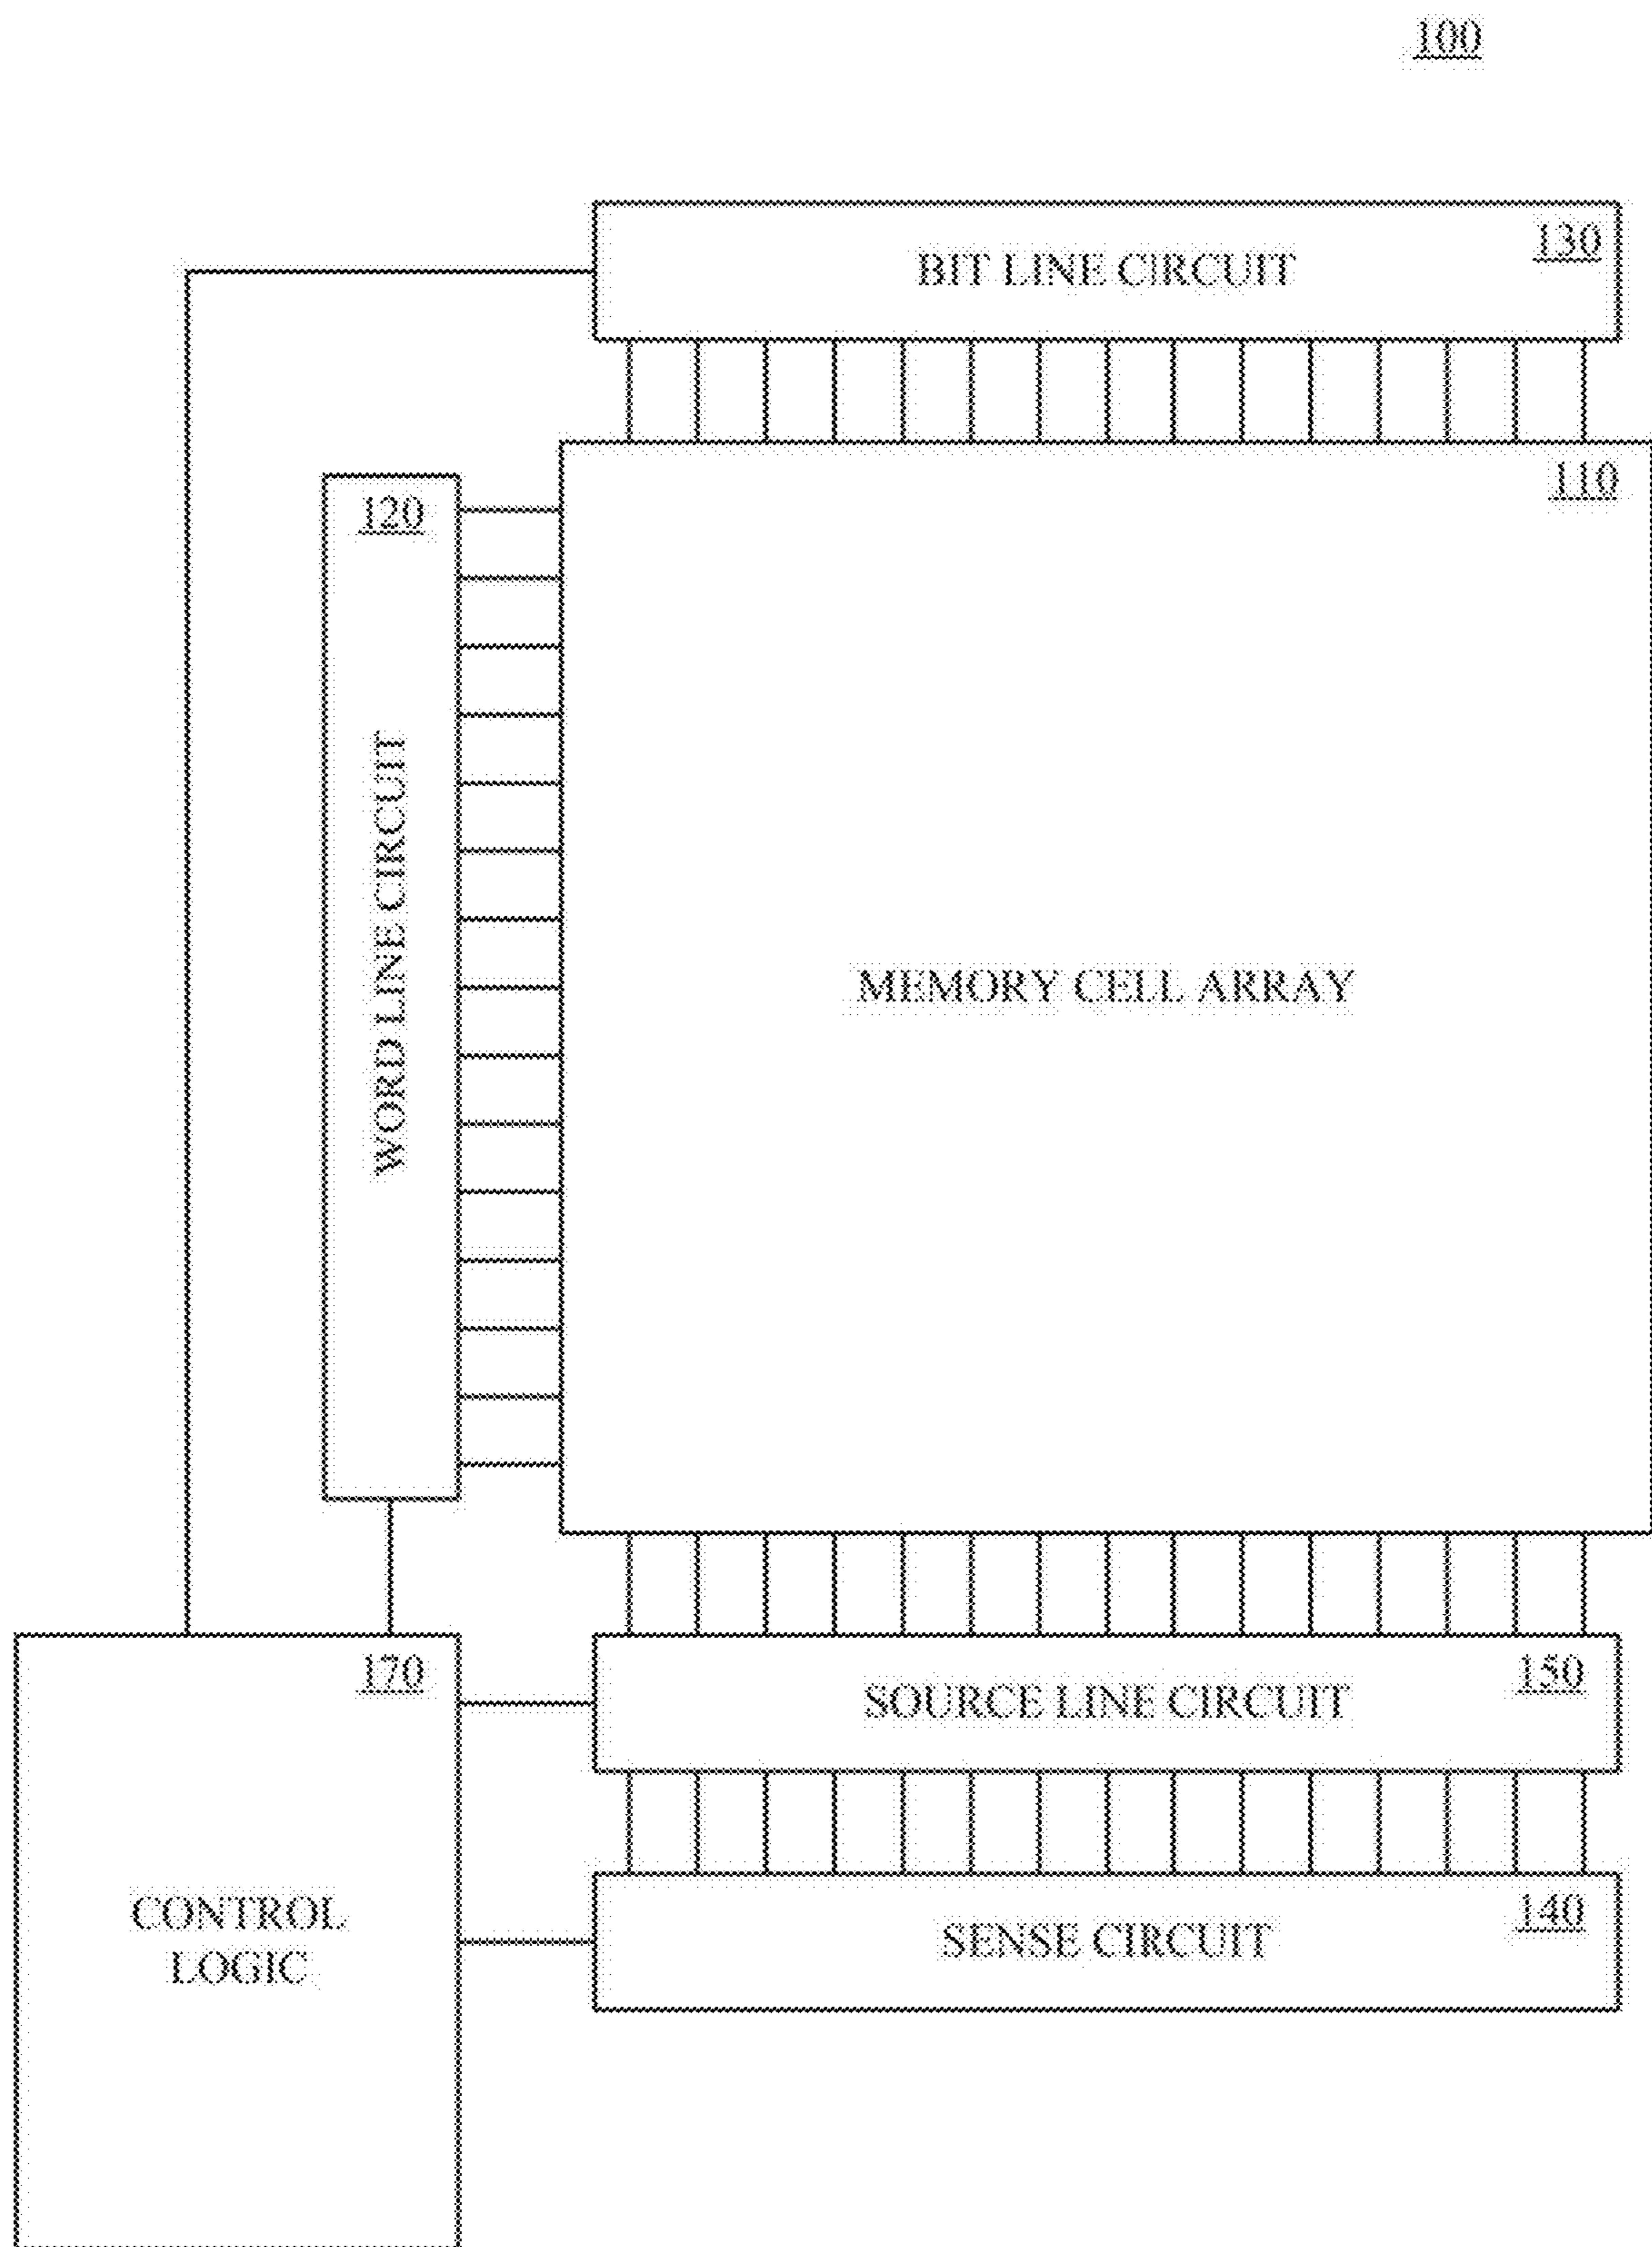 100
130
BIT LINE CIRCUIT
110
120
WORD LINE CIRCUIT
MEMORY CELL ARRAY
170
150
SOURCE LINE CIRCUIT
CONTROL
LOGIC
140
SENSE CIRCUIT